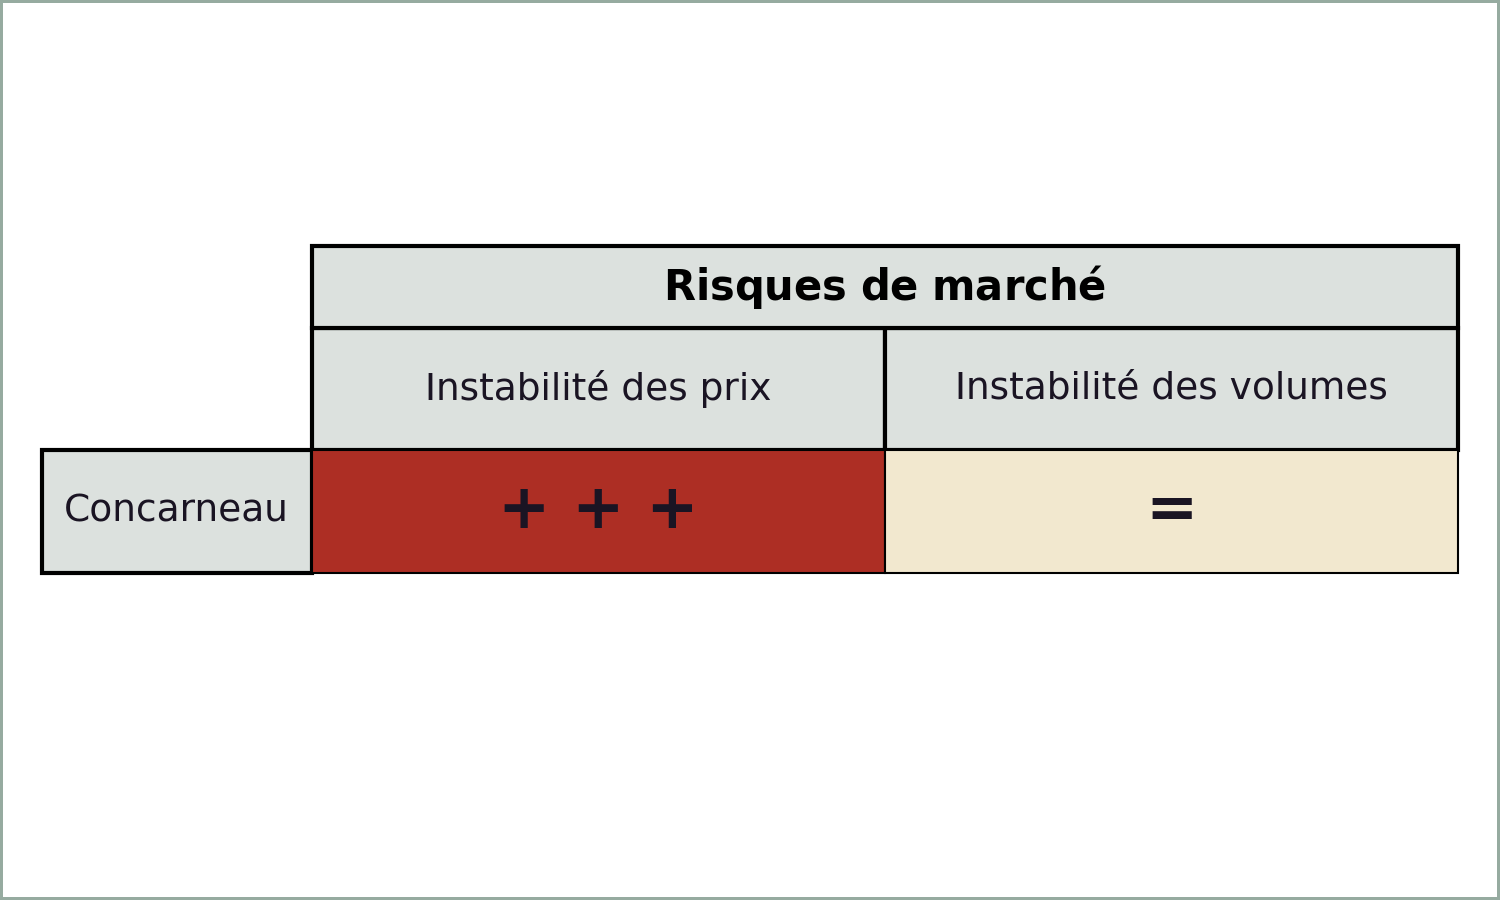 Risques de marché
Instabilité des prix
Instabilité des volumes
Concarneau
+ + +
=